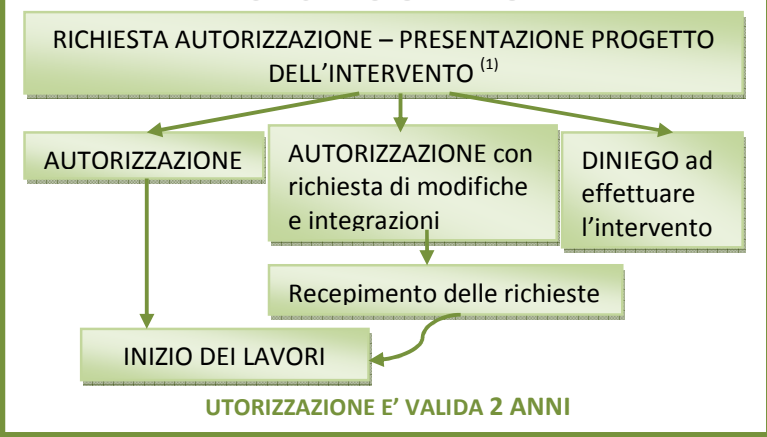 RICHIESTA AUTORIZZAZIONE – PRESENTAZIONE PROGETTO
DELL'INTERVENTO (1)
AUTORIZZAZIONE
AUTORIZZAZIONE con
richiesta di modifiche
e integrazioni
DINIEGO ad
effettuare
l'intervento
Recepimento delle richieste
INIZIO DEI LAVORI
UTORIZZAZIONE E' VALIDA 2 ANNI